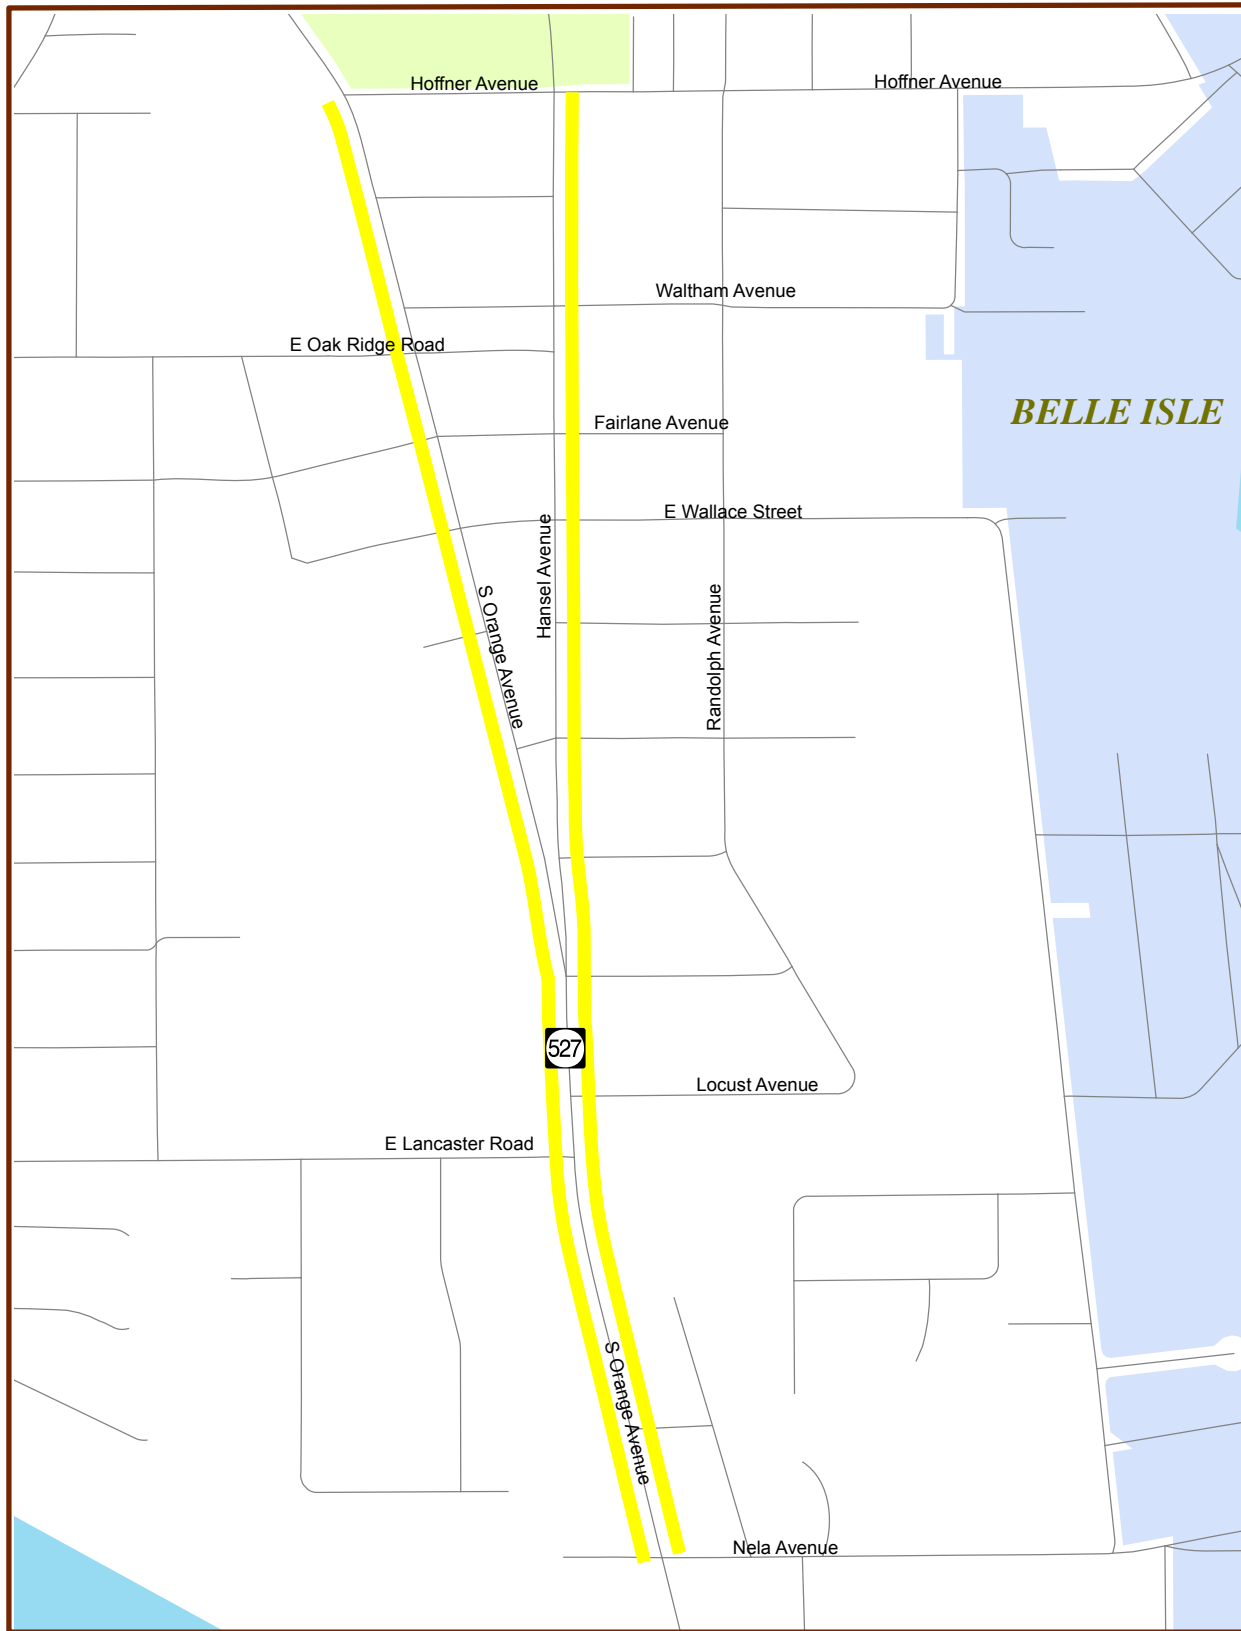 Hoffner Avenue
Hoffner Avenue
Waltham Avenue
E Oak Ridge Road
BELLE ISLE
Fairlane Avenue
E Wallace Street
Hansel Avenue
S Orange Avenue
Randolph Avenue
527
Locust Avenue
E Lancaster Road
S Orange Avenue
Nela Avenue